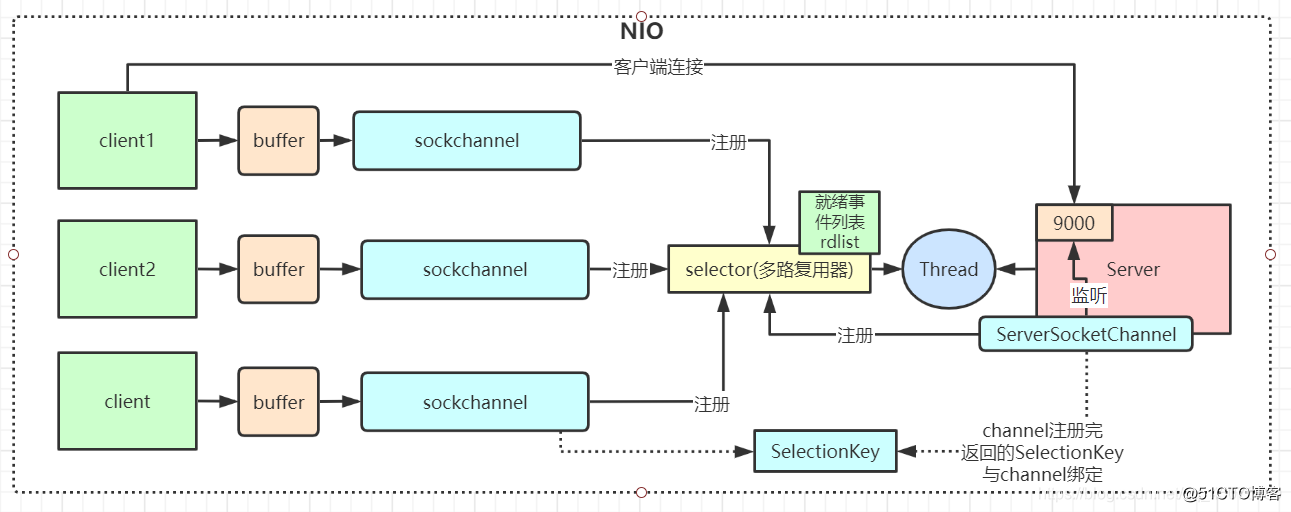 NIO
客户端连接
client1
buffer
sockchannel
注册
就绪事
件列表
rdlist
9000
client2
buffer
sockchannel
注册
selector(多路复用器)
Thread
Server
监听
注册
ServerSocketChannel
client
buffer
sockchannel
注册
SelectionKey
channel注册完
返回的SelectionKey
与channel绑定
@51CTO博客